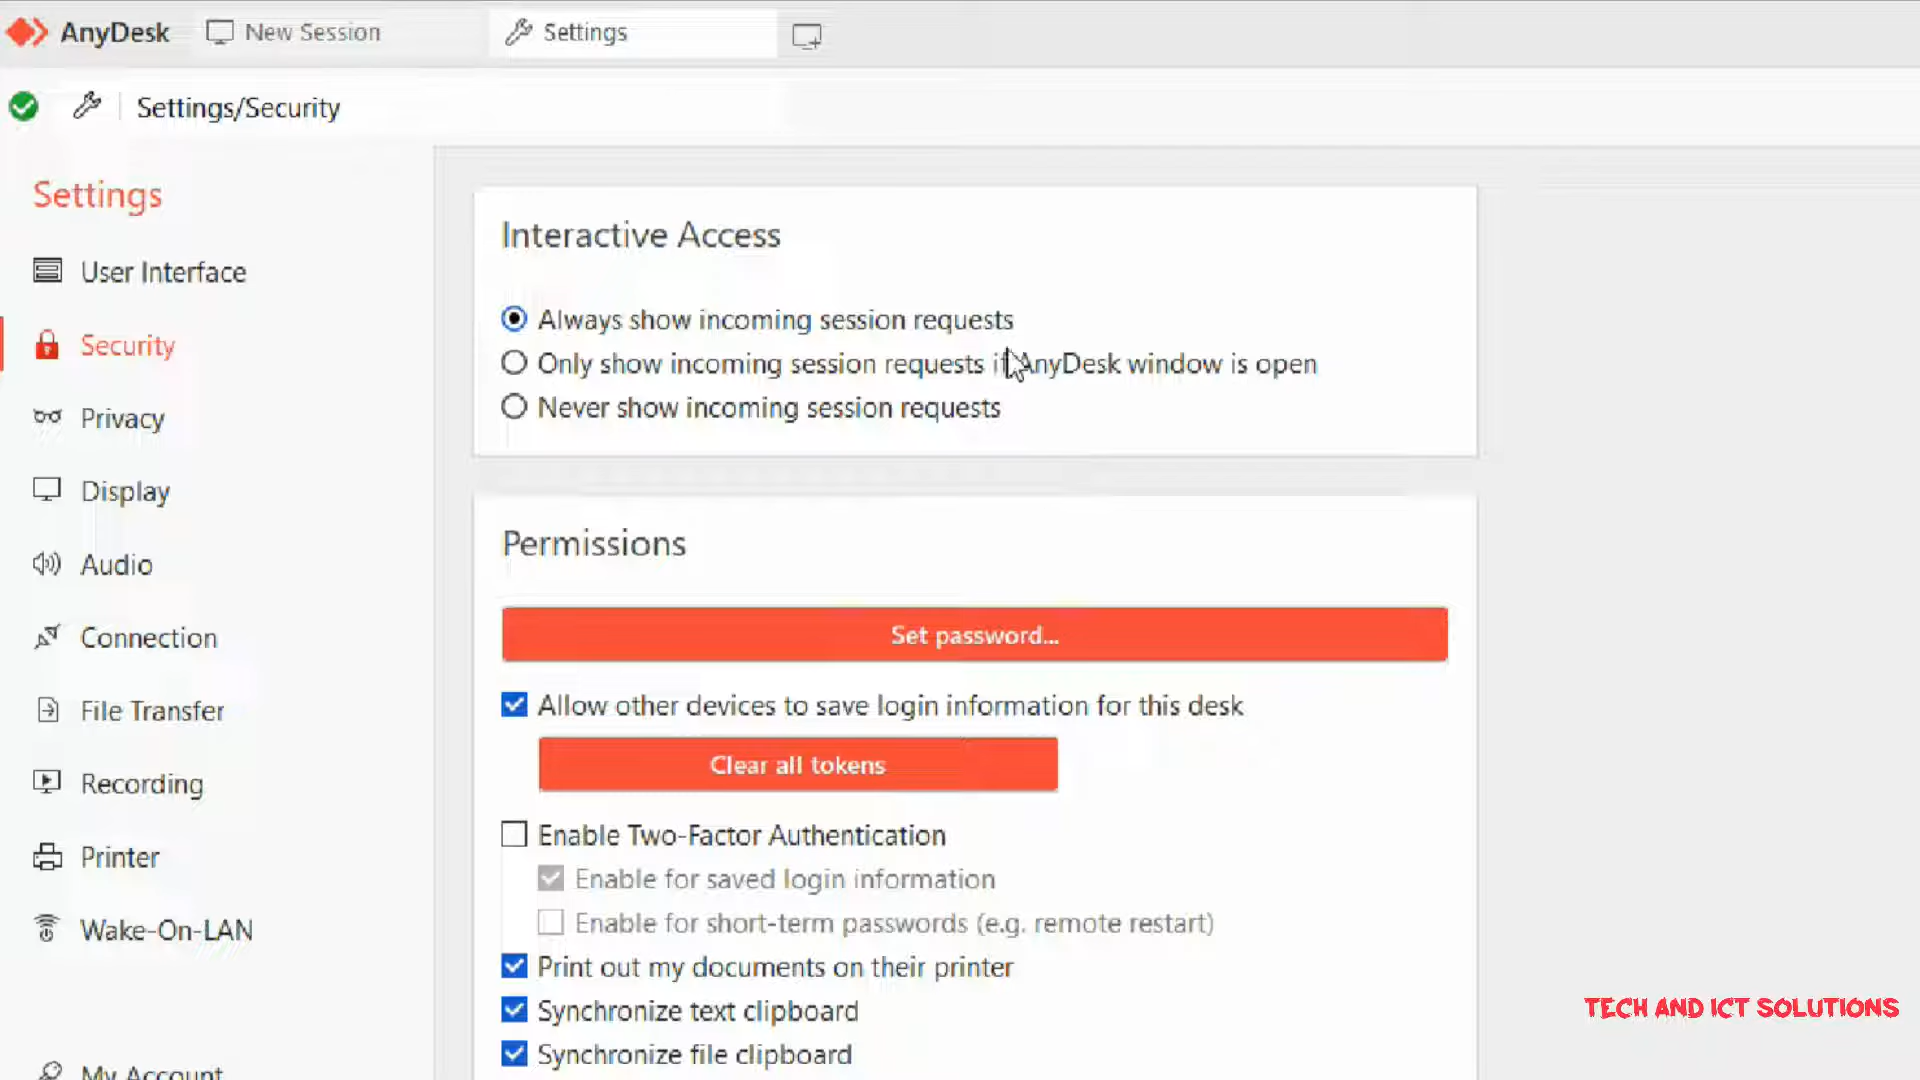 AnyDesk
New Session
Settings
Settings/Security
Settings
User Interface
Security
Privacy
Display
Audio
Connection
File Transfer
Recording
Printer
Wake-On-LAN
My Account
Interactive Access
Always show incoming session requests
Only show incoming session requests if AnyDesk window is open
Never show incoming session requests
Permissions
Set password...
Allow other devices to save login information for this desk
Clear all tokens
Enable Two-Factor Authentication
Enable for saved login information
Enable for short-term passwords (e.g. remote restart)
Print out my documents on their printer
Synchronize text clipboard
Synchronize file clipboard
TECH AND ICT SOLUTIONS